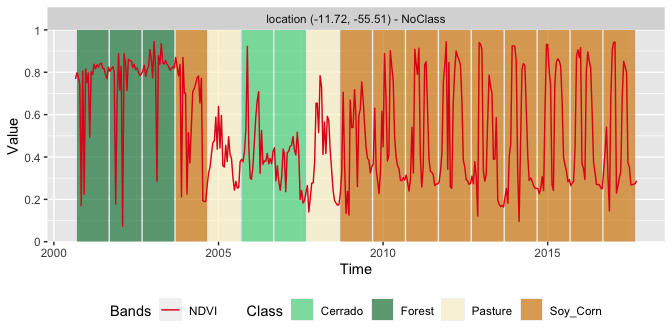 location (-11.72, -55.51) - NoClass
1
0.8
0.6
0.4
0.2
0
Value
2000 2005 2010 2015
Time
Bands NDVI Class Cerrado Forest Pasture Soy_Corn